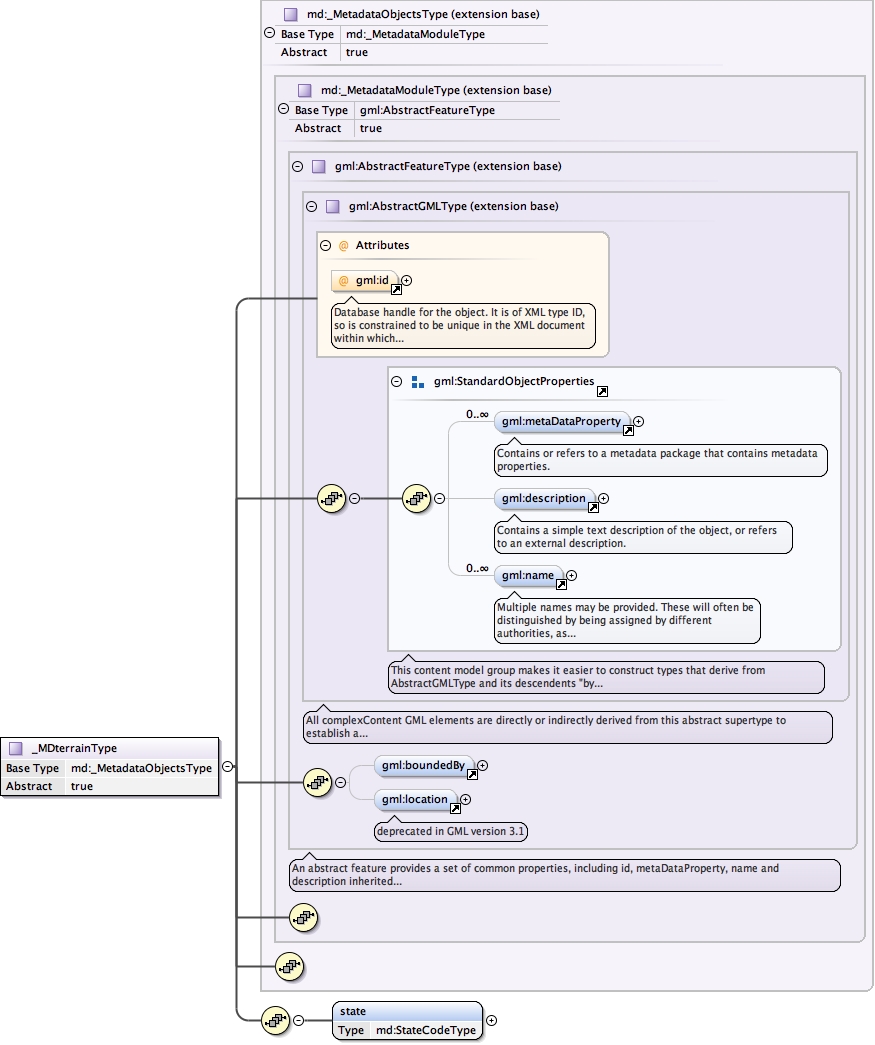 md:_MetadataObjectsType (extension base)
Base Type md:_MetadataModuleType
Abstract true
md:_MetadataModuleType (extension base)
Base Type gml:AbstractFeatureType
Abstract true
gml:AbstractFeatureType (extension base)
gml:AbstractGMLType (extension base)
@ Attributes
@ gml:id
Database handle for the object. It is of XML type ID,
so is constrained to be unique in the XML document
within which...
gml:StandardObjectProperties
0..∞
gml:metaDataProperty
Contains or refers to a metadata package that contains metadata
properties.
gml:description
Contains a simple text description of the object, or refers
to an external description.
0..∞
gml:name
Multiple names may be provided. These will often be
distinguished by being assigned by different
authorities, as...
This content model group makes it easier to construct types that derive from
AbstractGMLType and its descendents "by...
All complexContent GML elements are directly or indirectly derived from this abstract supertype to
establish a...
_MDterrainType
Base Type md:_MetadataObjectsType
Abstract true
gml:boundedBy
gml:location
deprecated in GML version 3.1
An abstract feature provides a set of common properties, including id, metaDataProperty, name and
description inherited...
state
Type md:StateCodeType